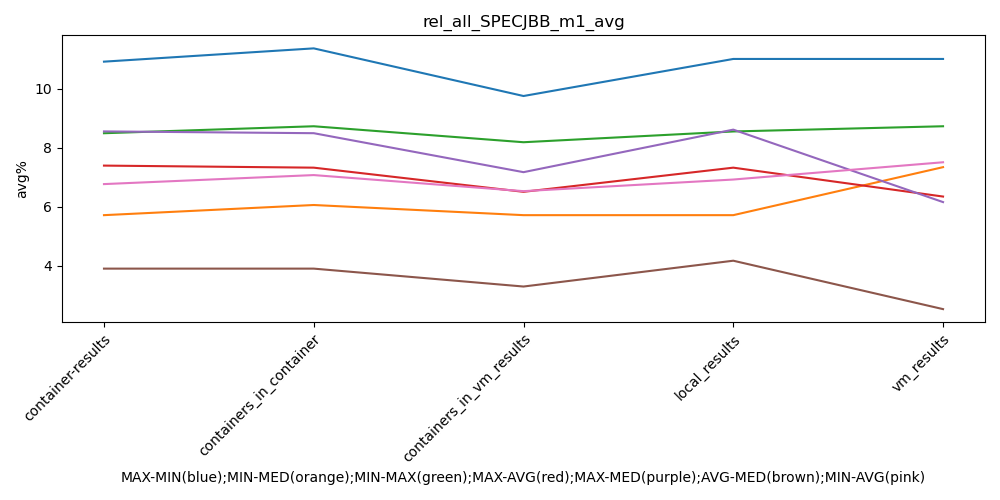 rel_all_SPECJBB_m1_avg
avg%
10
8
6
4
container-results
containers_in_container
containers_in_vm_results
local_results
vm_results
MAX-MIN(blue);MIN-MED(orange);MIN-MAX(green);MAX-AVG(red);MAX-MED(purple);AVG-MED(brown);MIN-AVG(pink)